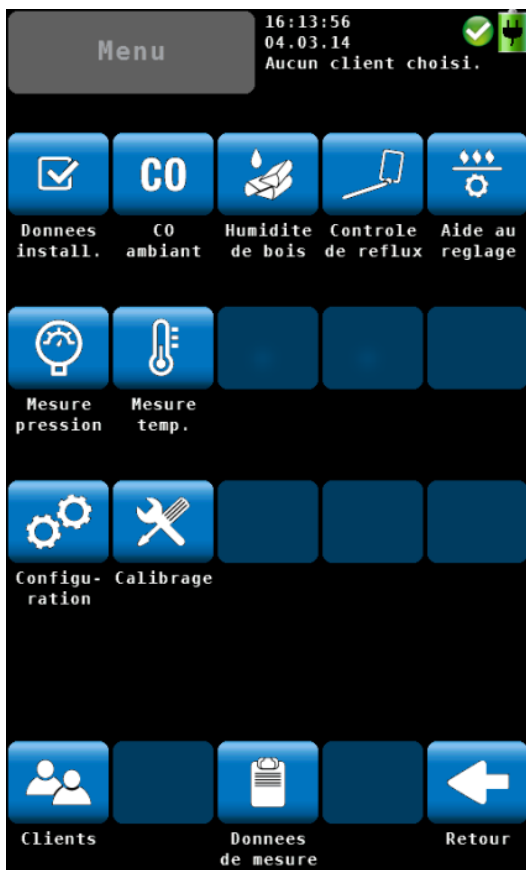 Menu
16:13:56
04.03.14
Aucun client choisi.
CO
Donnees
install.
CO
ambiant
Humidite
de bois
Controle
de reflux
Aide au
reglage
Mesure
pression
Mesure
temp.
Configu-
ration
Calibrage
Clients
Donnees
de mesure
Retour